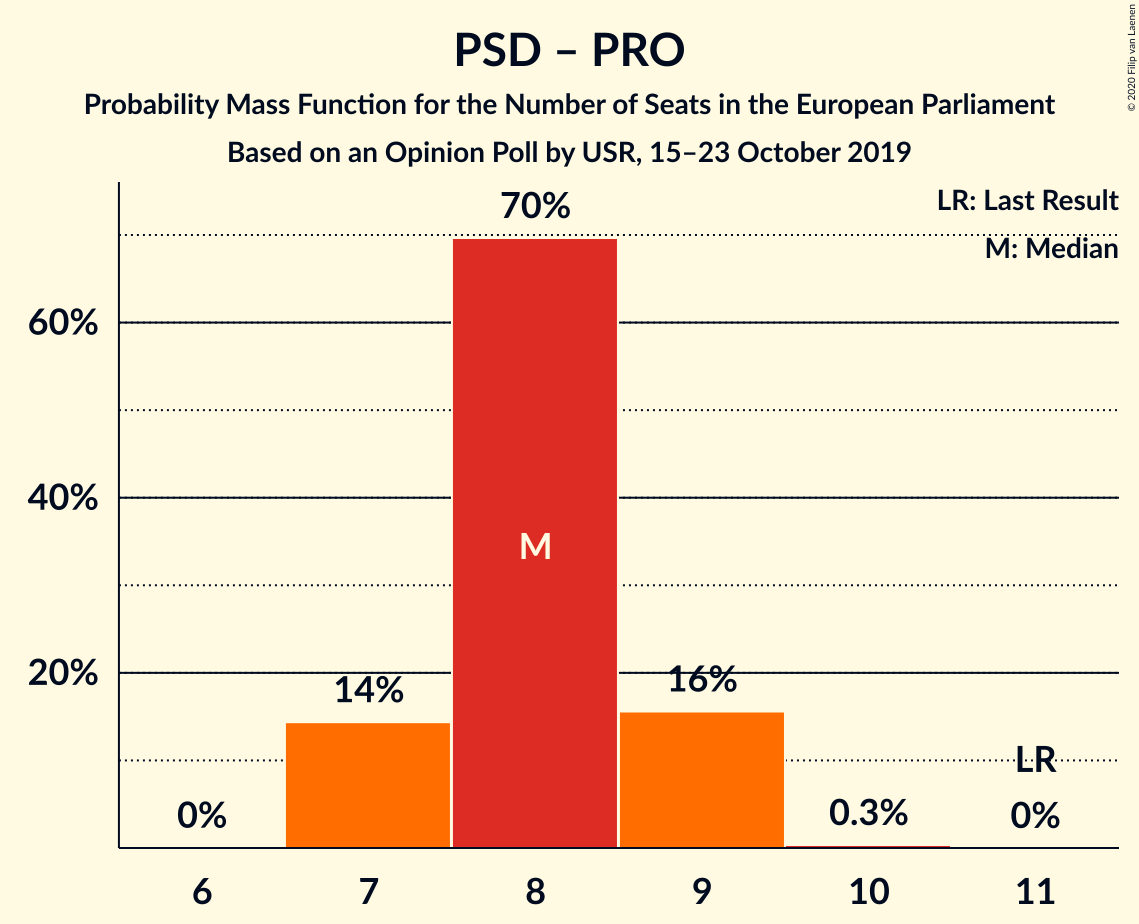 PSD – PRO
Probability Mass Function for the Number of Seats in the European Parliament
Based on an Opinion Poll by USR, 15–23 October 2019
© 2020 Filip van Laenen
LR: Last Result
M: Median
70%
60%
40%
20%
M
14%
16%
LR
0%
0.3%
0%
6
7
8
9
10
11